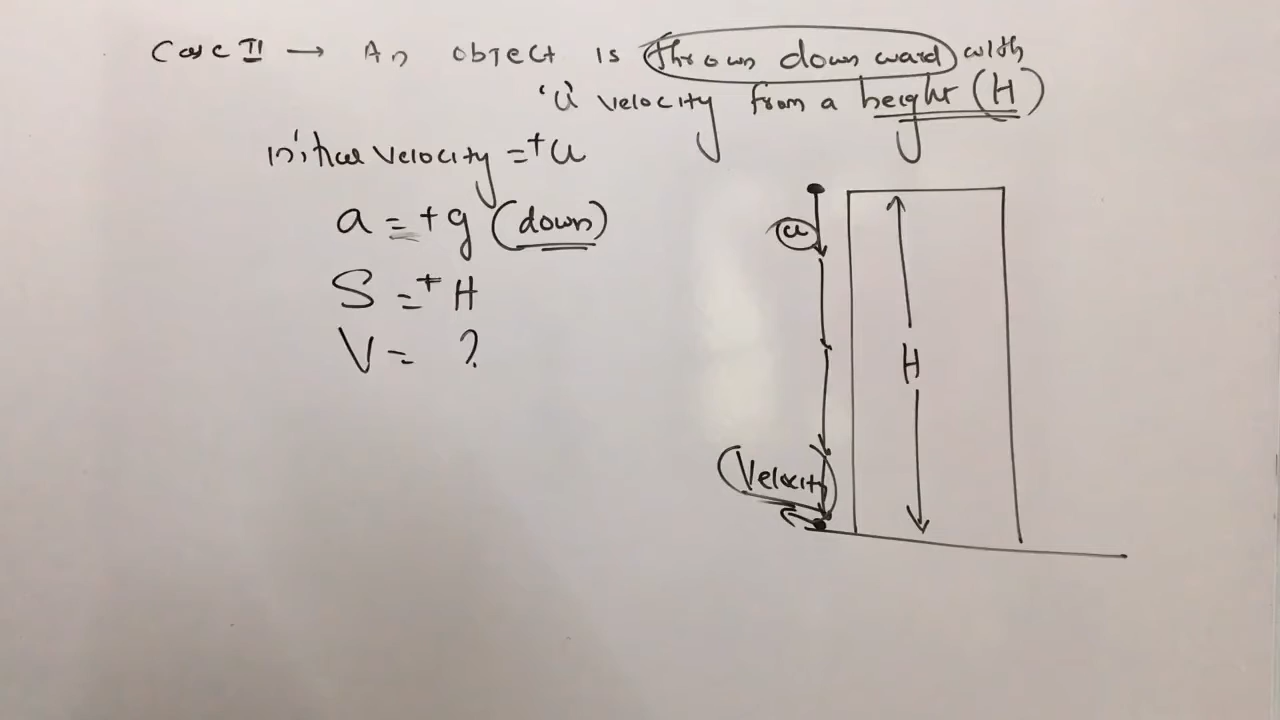 Case II → An object is thrown downward with
'u' velocity from a height (H)
initial velocity = +u
a = +g (down)
S = + H
V = ?
u
H
Velocity